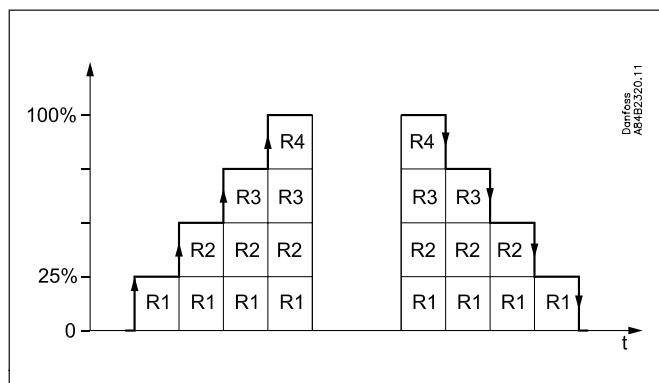 Danfoss
A84B2320.11
100%
R4 R4
R3 R3 R3 R3
R2 R2 R2 R2 R2 R2
25%
R1 R1 R1 R1 R1 R1 R1 R1
0
t